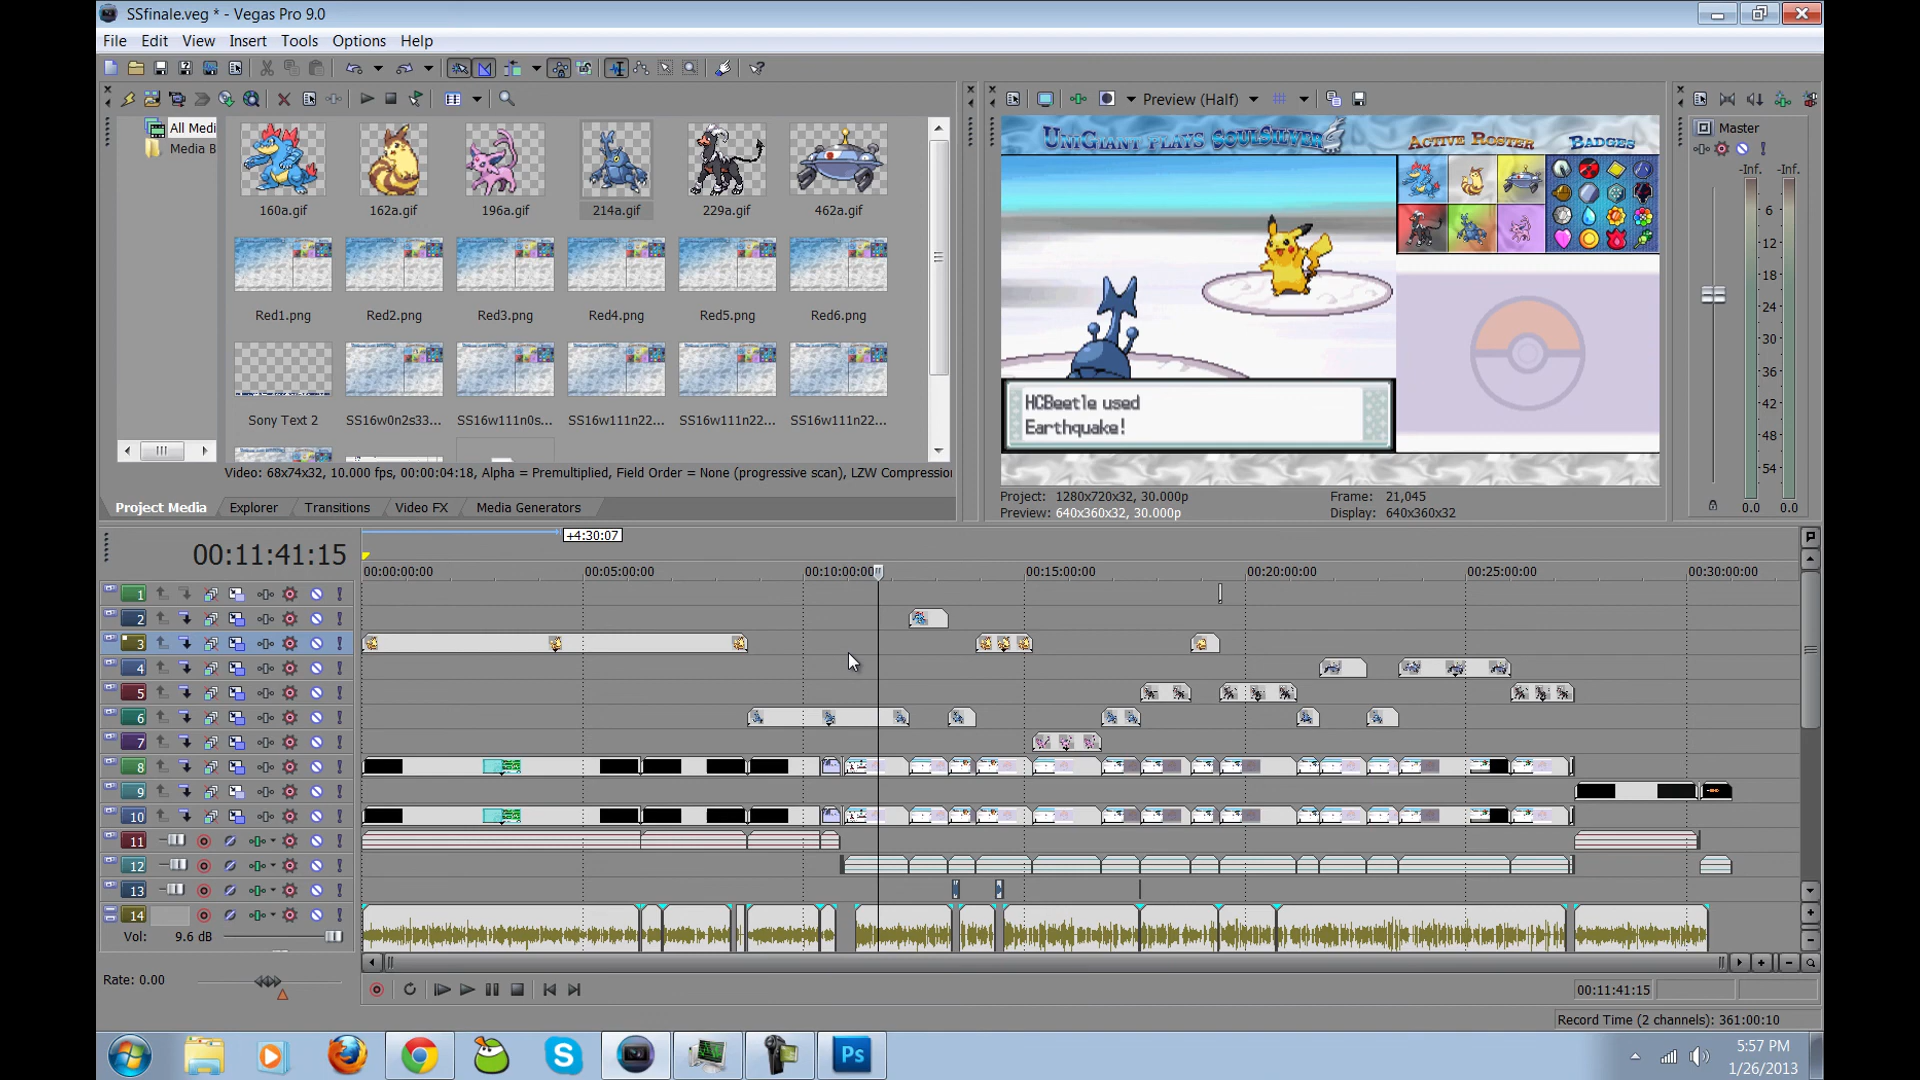 SSfinale.veg * - Vegas Pro 9.0
File Edit View Insert Tools Options Help
All Medi
Media B
160a.gif 162a.gif 196a.gif 214a.gif 229a.gif 462a.gif
Red1.png Red2.png Red3.png Red4.png Red5.png Red6.png
Sony Text 2 SS16w0n2s33... SS16w111n0s... SS16w111n22... SS16w111n22... SS16w111n22...
Video: 68x74x32, 10.000 fps, 00:00:04:18, Alpha = Premultiplied, Field Order = None (progressive scan), LZW Compression
Project Media Explorer Transitions Video FX Media Generators
Preview (Half)
UniGiant plays SoulSilver Active Roster Badges
HCBeetle used
Earthquake!
Project: 1280x720x32, 30.000p Frame: 21,045
Preview: 640x360x32, 30.000p Display: 640x360x32
Master
-Inf. -Inf.
6
12
18
24
30
36
42
48
54
0.0 0.0
+4:30:07
00:11:41:15
00:00:00:00 00:05:00:00 00:10:00:00 00:15:00:00 00:20:00:00 00:25:00:00 00:30:00:00
1
2
3
4
5
6
7
8
9
10
11
12
13
14
Vol: 9.6 dB
Rate: 0.00
00:11:41:15
Record Time (2 channels): 361:00:10
Ps
5:57 PM
1/26/2013